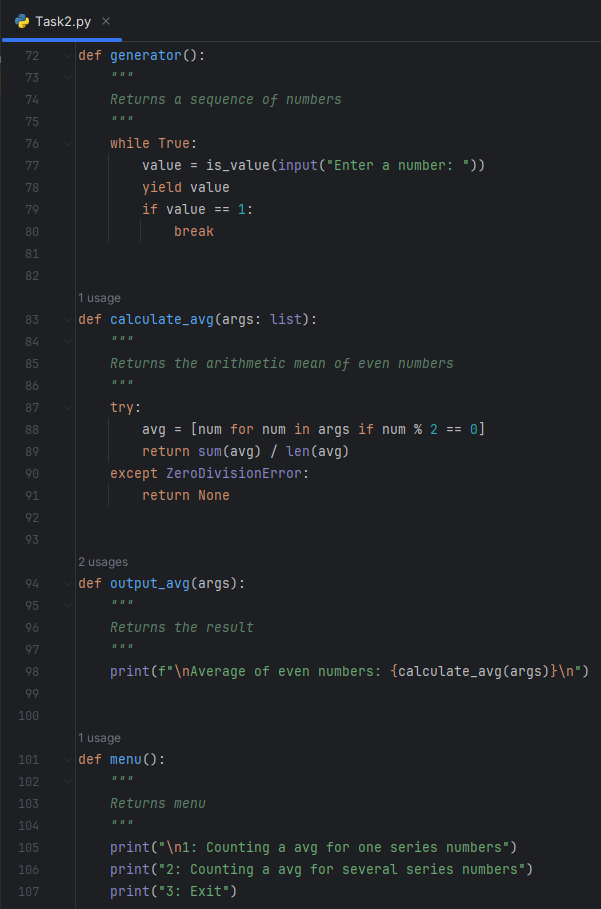 Task2.py ×
72 def generator():
73     """
74     Returns a sequence of numbers
75     """
76     while True:
77         value = is_value(input("Enter a number: "))
78         yield value
79         if value == 1:
80             break
81
82
1 usage
83 def calculate_avg(args: list):
84     """
85     Returns the arithmetic mean of even numbers
86     """
87     try:
88         avg = [num for num in args if num % 2 == 0]
89         return sum(avg) / len(avg)
90     except ZeroDivisionError:
91         return None
92
93
2 usages
94 def output_avg(args):
95     """
96     Returns the result
97     """
98     print(f"\nAverage of even numbers: {calculate_avg(args)}\n")
99
100
1 usage
101 def menu():
102     """
103     Returns menu
104     """
105     print("\n1: Counting a avg for one series numbers")
106     print("2: Counting a avg for several series numbers")
107     print("3: Exit")